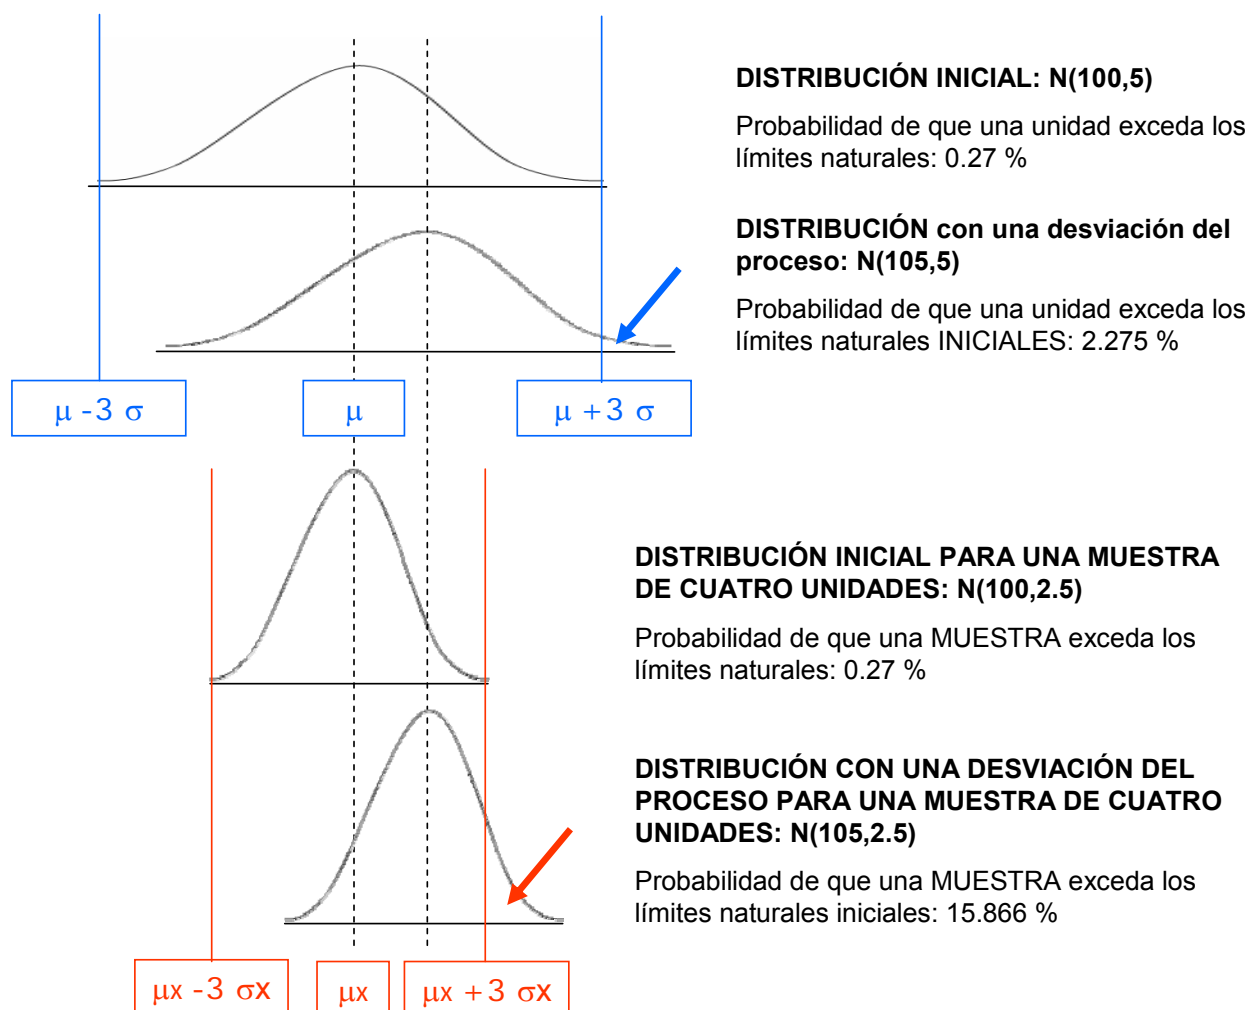 DISTRIBUCIÓN INICIAL: N(100,5)
Probabilidad de que una unidad exceda los
límites naturales: 0.27 %
DISTRIBUCIÓN con una desviación del
proceso: N(105,5)
Probabilidad de que una unidad exceda los
límites naturales INICIALES: 2.275 %
μ -3 σ
μ
μ +3 σ
DISTRIBUCIÓN INICIAL PARA UNA MUESTRA
DE CUATRO UNIDADES: N(100,2.5)
Probabilidad de que una MUESTRA exceda los
límites naturales: 0.27 %
DISTRIBUCIÓN CON UNA DESVIACIÓN DEL
PROCESO PARA UNA MUESTRA DE CUATRO
UNIDADES: N(105,2.5)
Probabilidad de que una MUESTRA exceda los
límites naturales iniciales: 15.866 %
μx -3 σx
μx
μx +3 σx